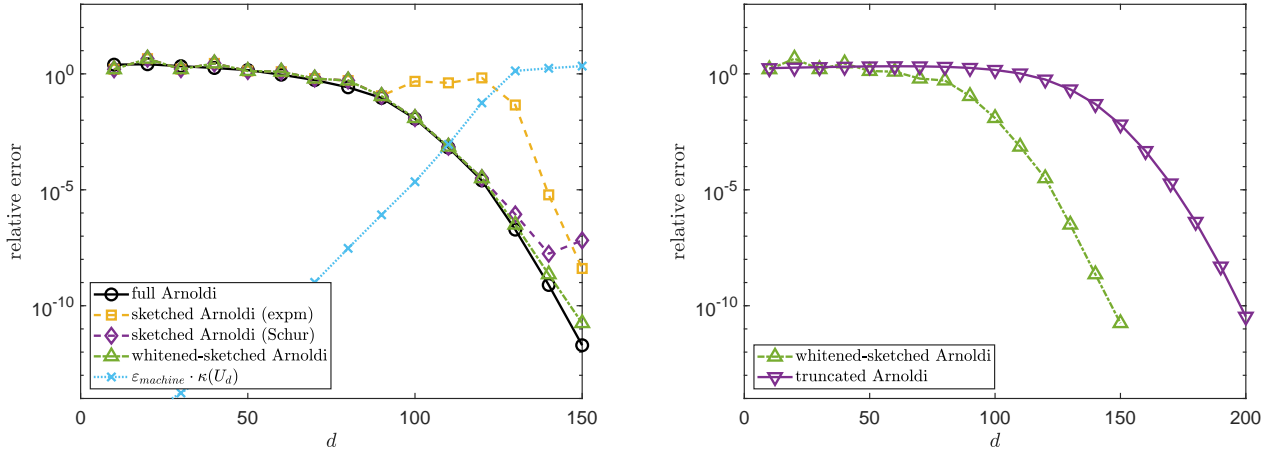 10^0
10^-5
10^-10
relative error
full Arnoldi
sketched Arnoldi (expm)
sketched Arnoldi (Schur)
whitened-sketched Arnoldi
ε_machine · κ(U_d)
0 50 100 150
d
10^0
10^-5
10^-10
relative error
whitened-sketched Arnoldi
truncated Arnoldi
0 50 100 150 200
d